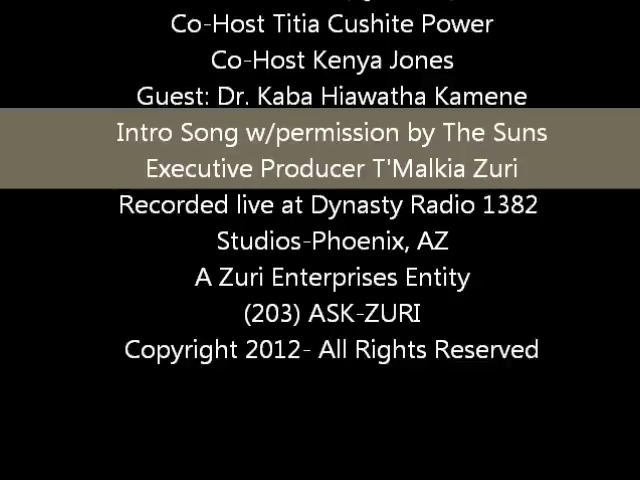 Co-Host Titia Cushite Power
Co-Host Kenya Jones
Guest: Dr. Kaba Hiawatha Kamene
Intro Song w/permission by The Suns
Executive Producer T'Malkia Zuri
Recorded live at Dynasty Radio 1382
Studios-Phoenix, AZ
A Zuri Enterprises Entity
(203) ASK-ZURI
Copyright 2012- All Rights Reserved